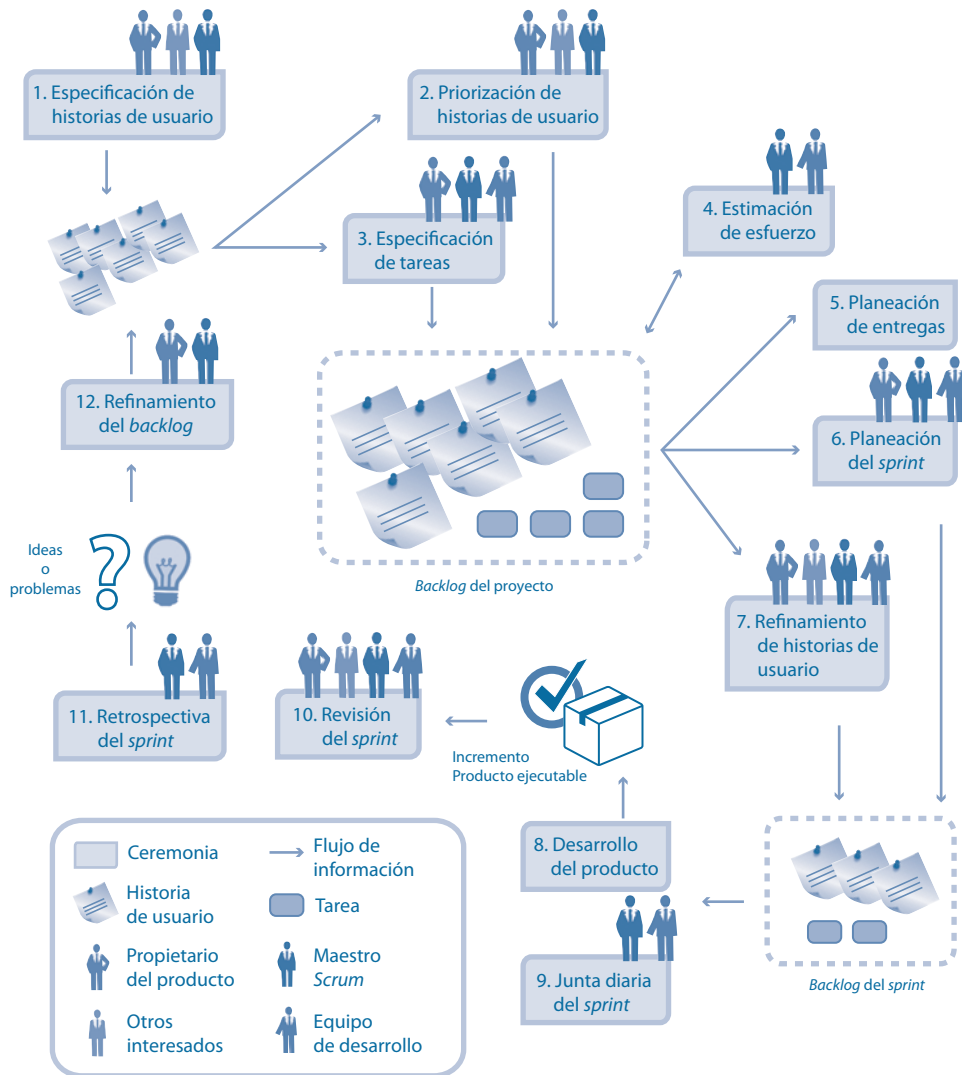 1. Especificación de
historias de usuario
2. Priorización de
historias de usuario
3. Especificación
de tareas
4. Estimación
de esfuerzo
5. Planeación
de entregas
6. Planeación
del sprint
12. Refinamiento
del backlog
Ideas
o
problemas
?
Backlog del proyecto
7. Refinamiento
de historias de
usuario
11. Retrospectiva
del sprint
10. Revisión
del sprint
Incremento
Producto ejecutable
8. Desarrollo
del producto
9. Junta diaria
del sprint
Backlog del sprint
Ceremonia
Flujo de
información
Historia
de usuario
Tarea
Propietario
del producto
Maestro
Scrum
Otros
interesados
Equipo
de desarrollo